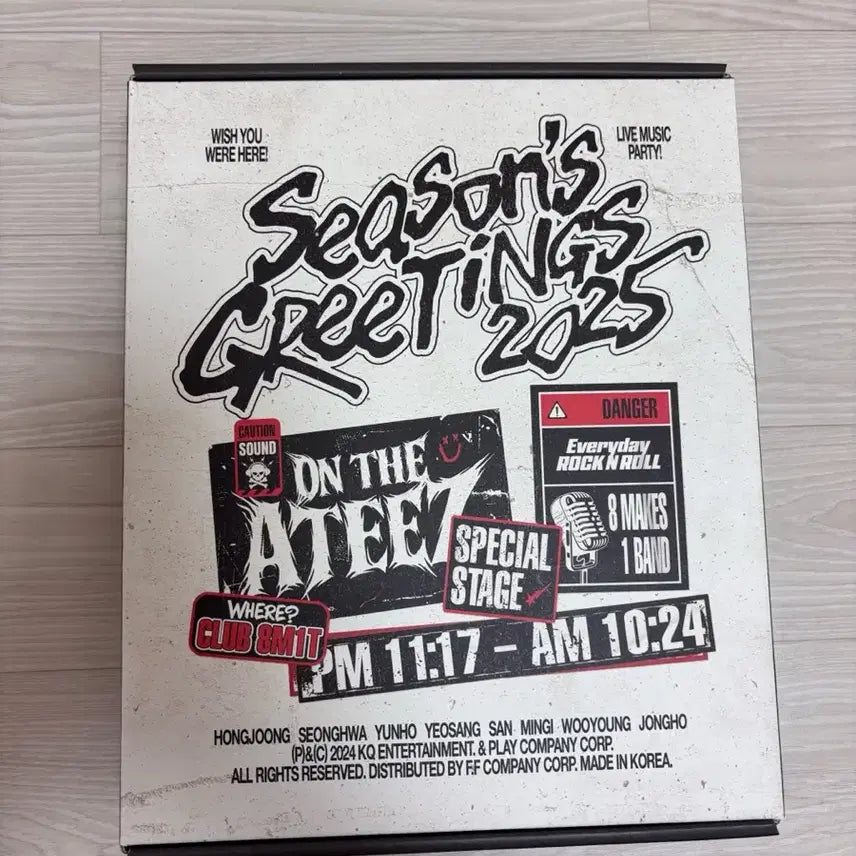 WISH YOU
WERE HERE!
LIVE MUSIC
PARTY!
Season's
GReeTiNGS
2025
CAUTION
SOUND
ON THE
ATEEZ
SPECIAL
STAGE
DANGER
Everyday
ROCK N ROLL
8 MAKES
1 BAND
WHERE?
CLUB 8M1T
PM 11:17 – AM 10:24
HONGJOONG SEONGHWA YUNHO YEOSANG SAN MINGI WOOYOUNG JONGHO
(P)&(C) 2024 KQ ENTERTAINMENT. & PLAY COMPANY CORP.
ALL RIGHTS RESERVED. DISTRIBUTED BY F.F COMPANY CORP. MADE IN KOREA.